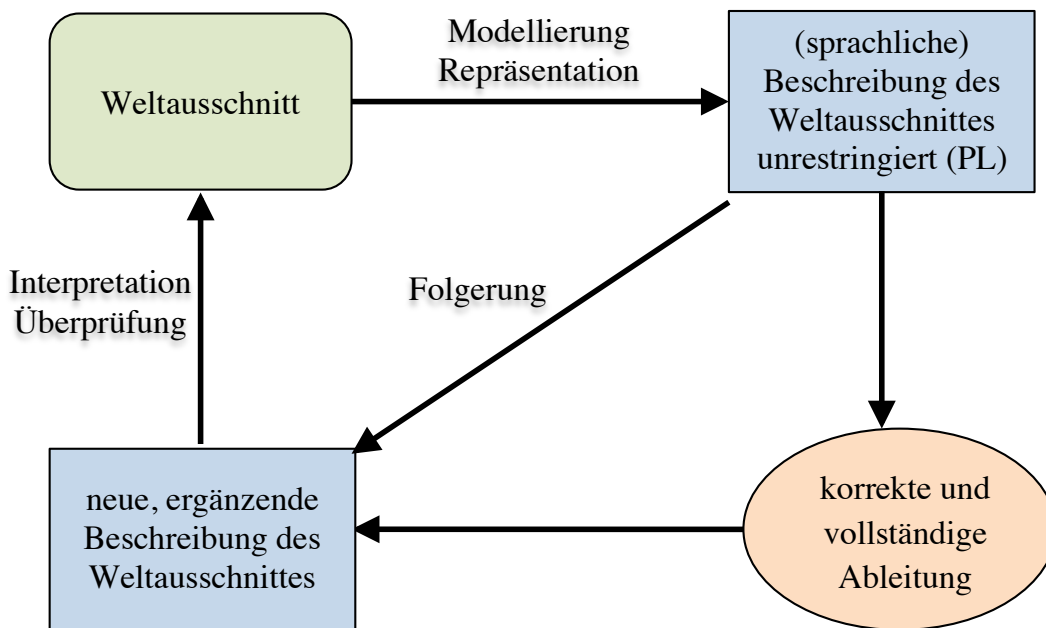 Weltausschnitt
Modellierung
Repräsentation
(sprachliche)
Beschreibung des
Weltausschnittes
unrestringiert (PL)
Interpretation
Überprüfung
Folgerung
neue, ergänzende
Beschreibung des
Weltausschnittes
korrekte und
vollständige
Ableitung